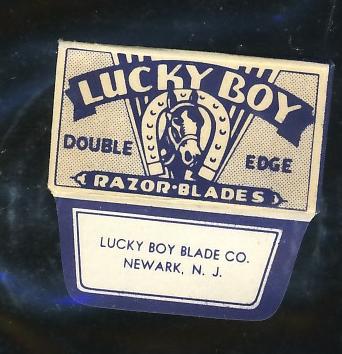 LUCKY BOY
DOUBLE EDGE
RAZOR·BLADES
LUCKY BOY BLADE CO.
NEWARK, N. J.